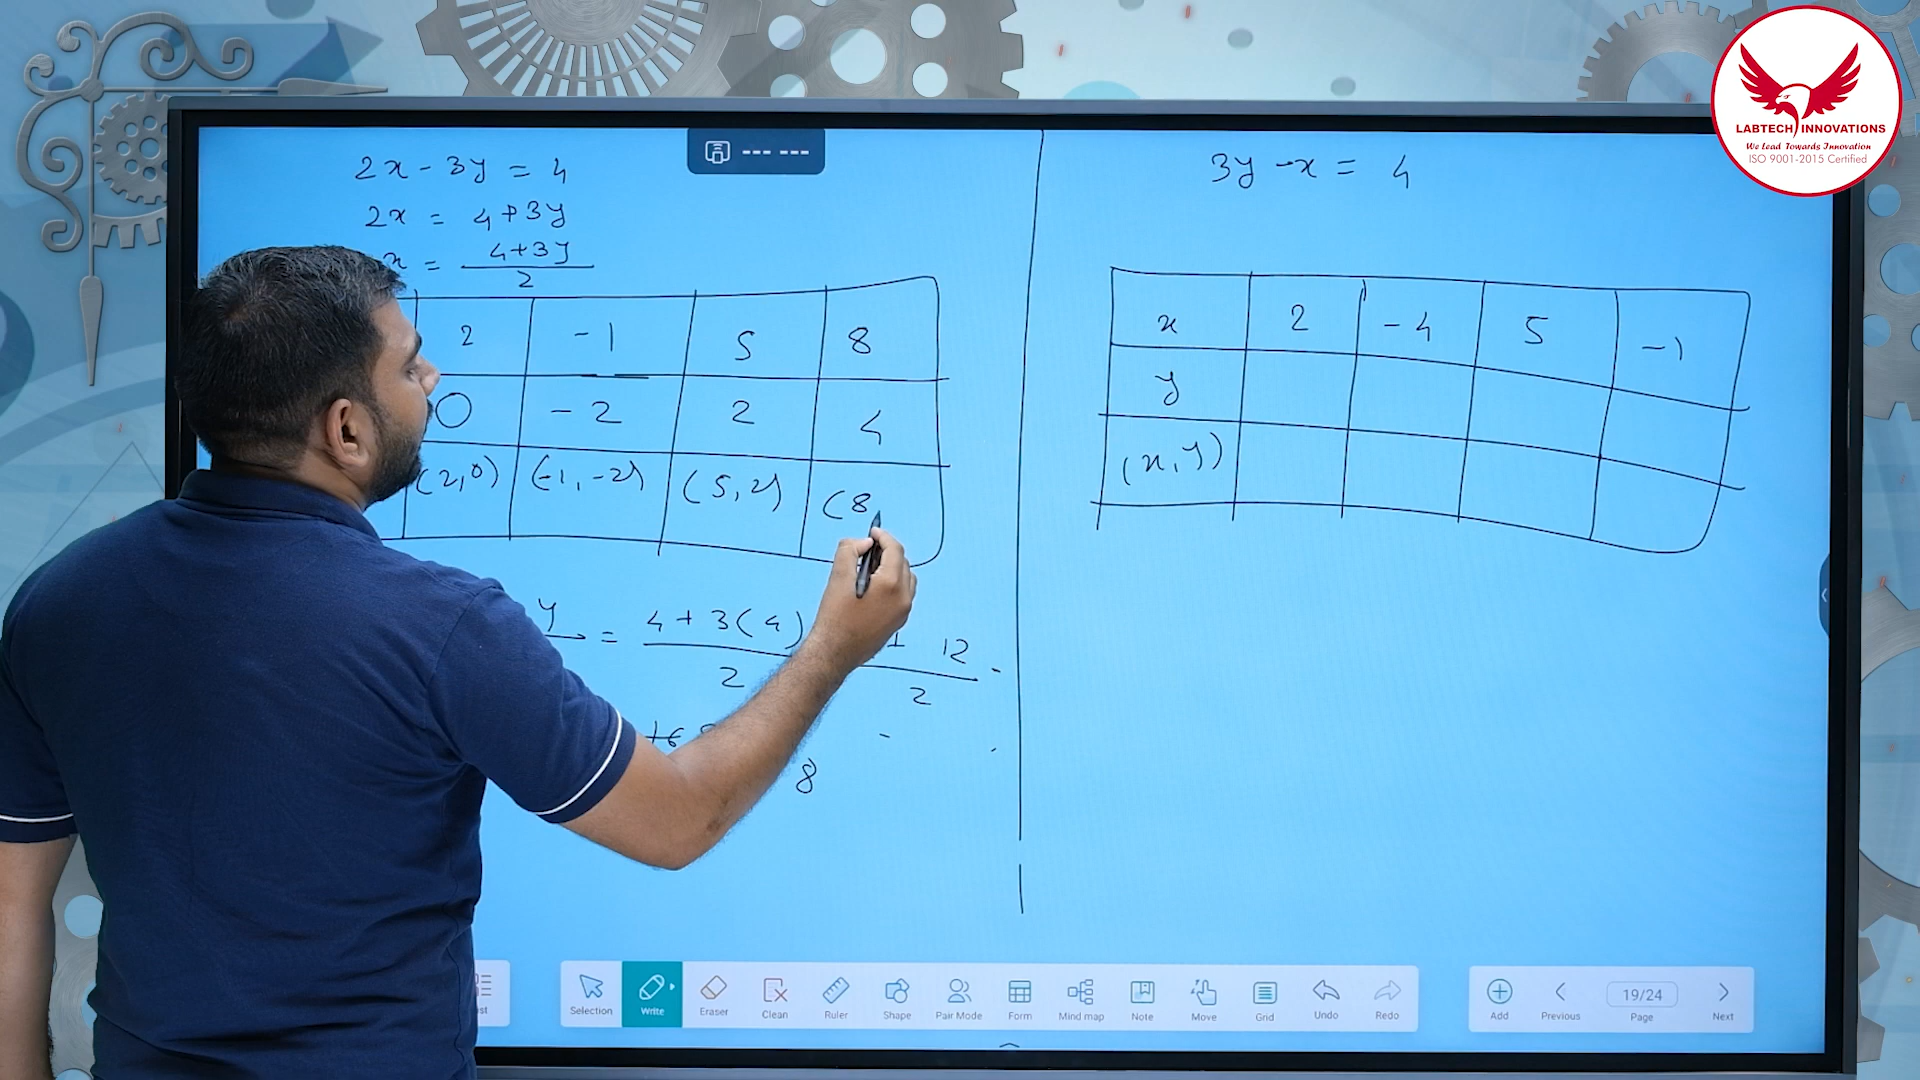 LABTECH INNOVATIONS
We Lead Towards Innovation
ISO 9001-2015 Certified
2x - 3y = 4
2x = 4+3y
x = 4+3y
2
2 -1 5 8
0 -2 2 4
(2,0) (-1,-2) (5,2) (8
y = 4+3(4) 12
2 2
8
3y - x = 4
x 2 -4 5 -1
y
(x,y)
Selection Write Eraser Clean Ruler Shape Pair Mode Form Mind map Note Move Grid Undo Redo
Add Previous 19/24 Page Next